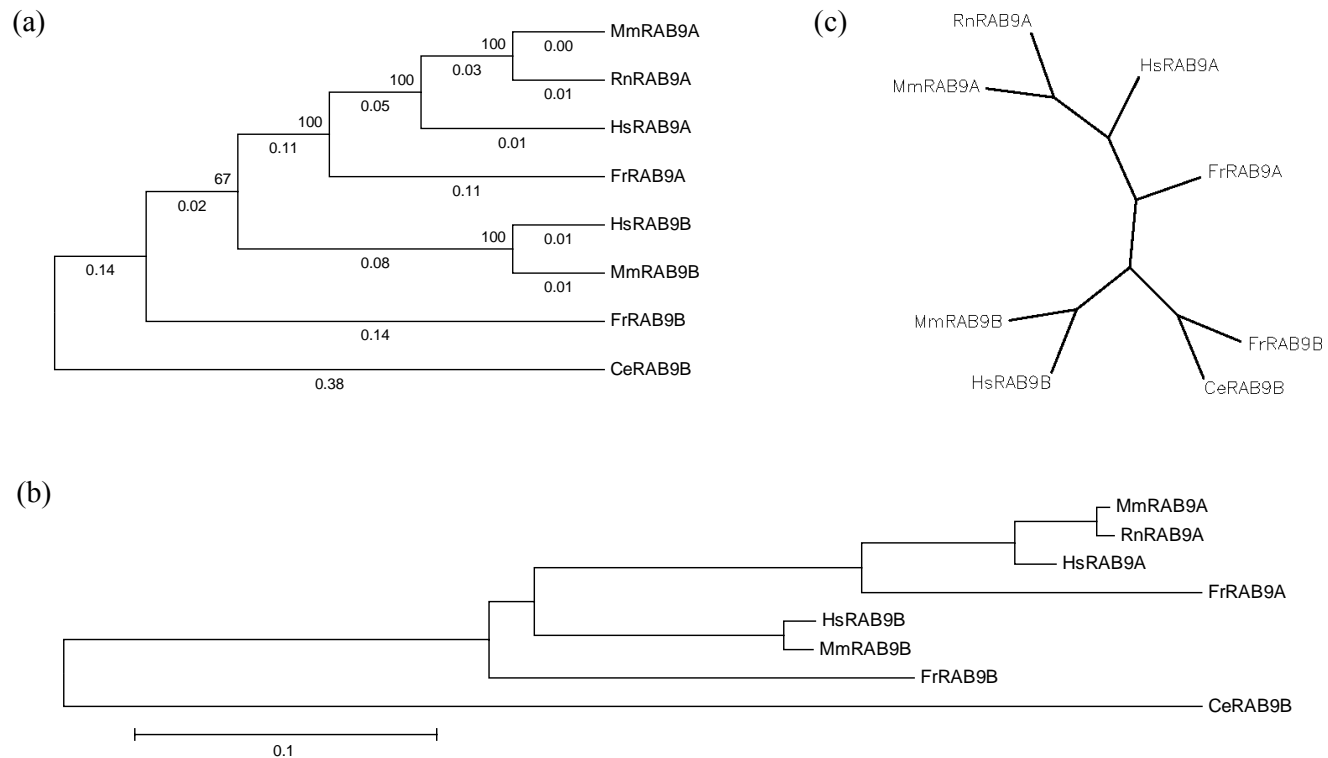 (a)
MmRAB9A
100
0.00
0.03
RnRAB9A
100
0.01
0.05
HsRAB9A
100
0.01
0.11
FrRAB9A
67
0.11
0.02
HsRAB9B
100
0.01
0.08
MmRAB9B
0.14
0.01
FrRAB9B
0.14
CeRAB9B
0.38
(c)
RnRAB9A
HsRAB9A
MmRAB9A
FrRAB9A
MmRAB9B
FrRAB9B
HsRAB9B
CeRAB9B
(b)
MmRAB9A
RnRAB9A
HsRAB9A
FrRAB9A
HsRAB9B
MmRAB9B
FrRAB9B
CeRAB9B
0.1